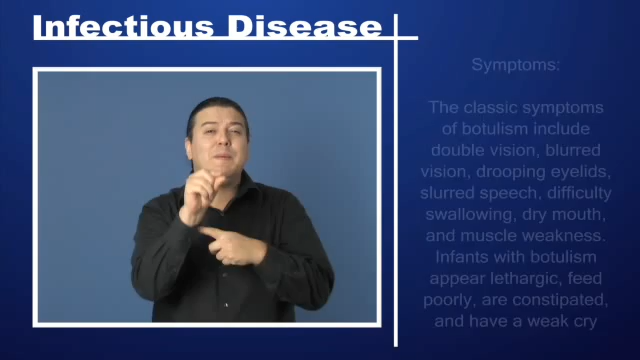 Infectious Disease
Symptoms:
The classic symptoms
of botulism include
double vision, blurred
vision, drooping eyelids,
slurred speech, difficulty
swallowing, dry mouth,
and muscle weakness.
Infants with botulism
appear lethargic, feed
poorly, are constipated,
and have a weak cry